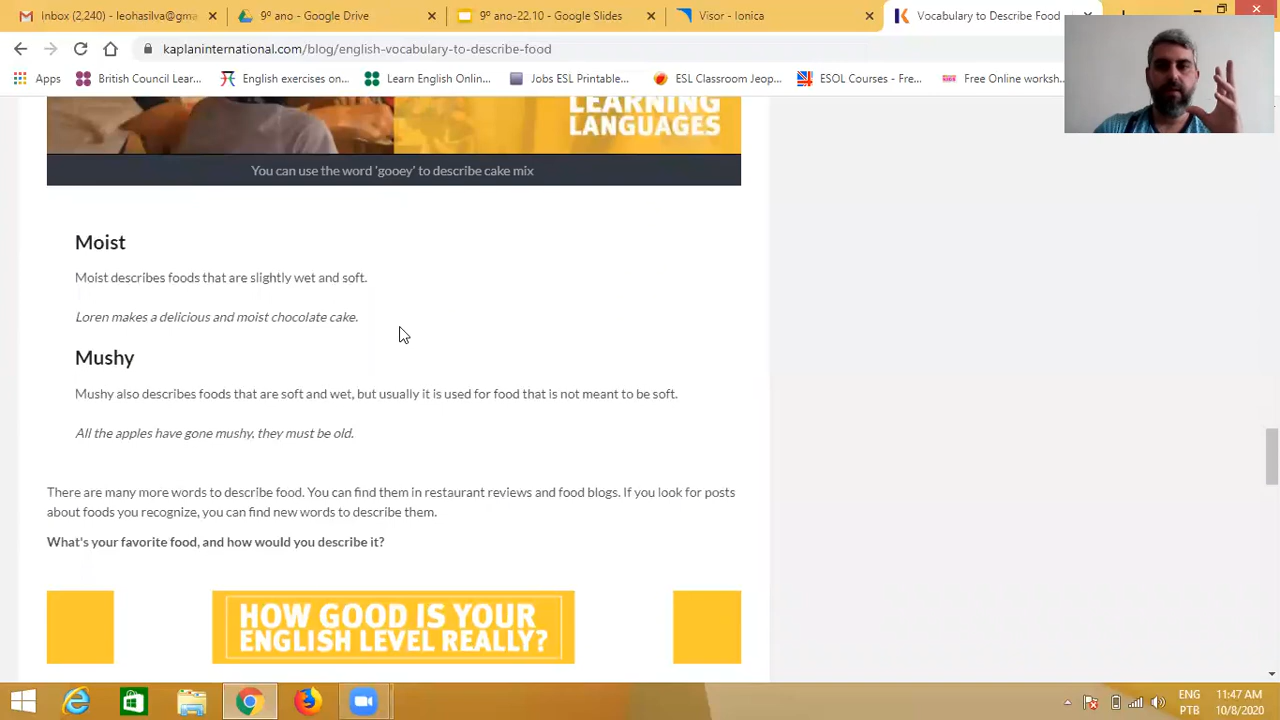 Inbox (2,240) - leohasilva@gma
9º ano - Google Drive
9º ano-22.10 - Google Slides
Visor - Ionica
Vocabulary to Describe Food
kaplaninternational.com/blog/english-vocabulary-to-describe-food
Apps
British Council Lear...
English exercises on...
Learn English Onlin...
Jobs ESL Printable...
ESL Classroom Jeop...
ESOL Courses - Fre...
Free Online worksh...
LEARNING
LANGUAGES
You can use the word 'gooey' to describe cake mix
Moist
Moist describes foods that are slightly wet and soft.
Loren makes a delicious and moist chocolate cake.
Mushy
Mushy also describes foods that are soft and wet, but usually it is used for food that is not meant to be soft.
All the apples have gone mushy, they must be old.
There are many more words to describe food. You can find them in restaurant reviews and food blogs. If you look for posts
about foods you recognize, you can find new words to describe them.
What's your favorite food, and how would you describe it?
HOW GOOD IS YOUR
ENGLISH LEVEL REALLY?
ENG
PTB
11:47 AM
10/8/2020